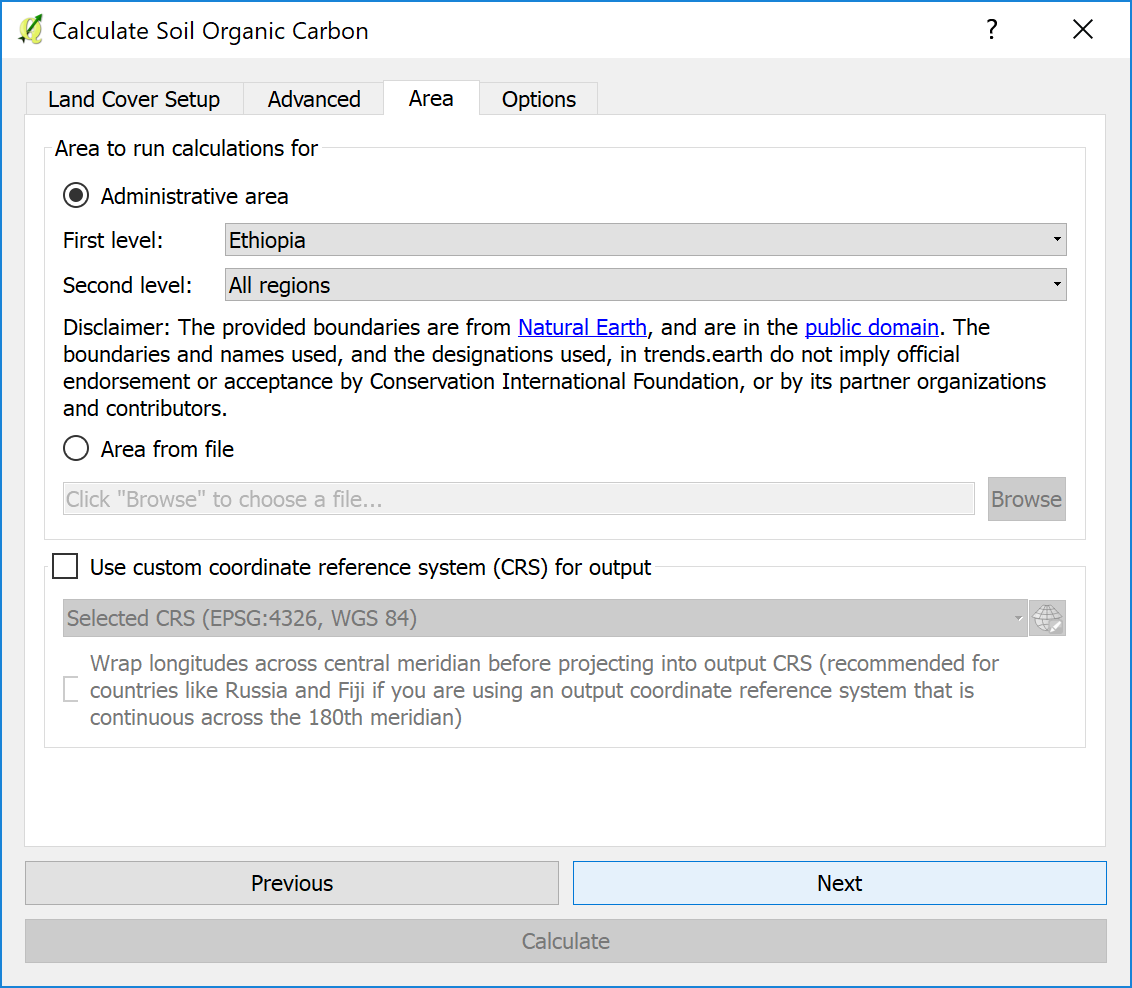 Calculate Soil Organic Carbon
?
Land Cover Setup
Advanced
Area
Options
Area to run calculations for
Administrative area
First level:
Ethiopia
Second level:
All regions
Disclaimer: The provided boundaries are from Natural Earth, and are in the public domain. The
boundaries and names used, and the designations used, in trends.earth do not imply official
endorsement or acceptance by Conservation International Foundation, or by its partner organizations
and contributors.
Area from file
Click "Browse" to choose a file...
Browse
Use custom coordinate reference system (CRS) for output
Selected CRS (EPSG:4326, WGS 84)
Wrap longitudes across central meridian before projecting into output CRS (recommended for
countries like Russia and Fiji if you are using an output coordinate reference system that is
continuous across the 180th meridian)
Previous
Next
Calculate